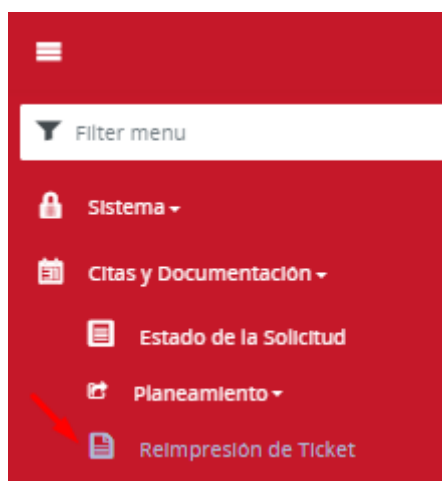 Filter menu
Sistema
Citas y Documentación
Estado de la Solicitud
Planeamiento
Reimpresión de Ticket